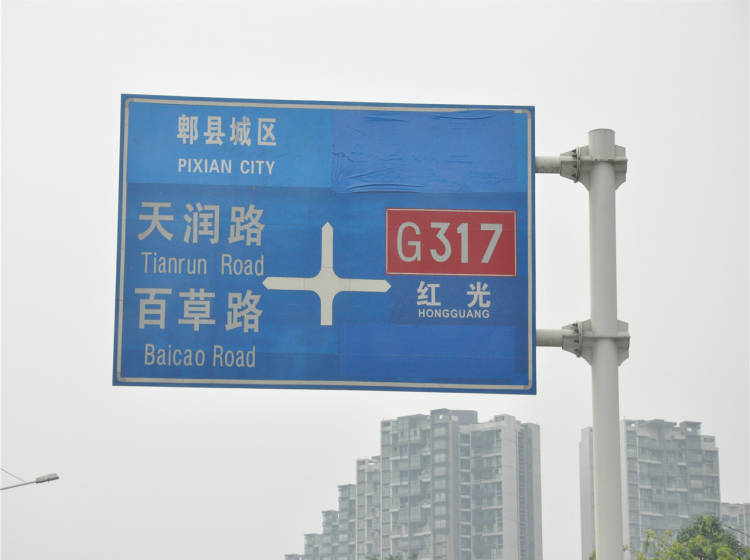 郫县城区
PIXIAN CITY
天润路
Tianrun Road
百草路
Baicao Road
G317
红光
HONGGUANG